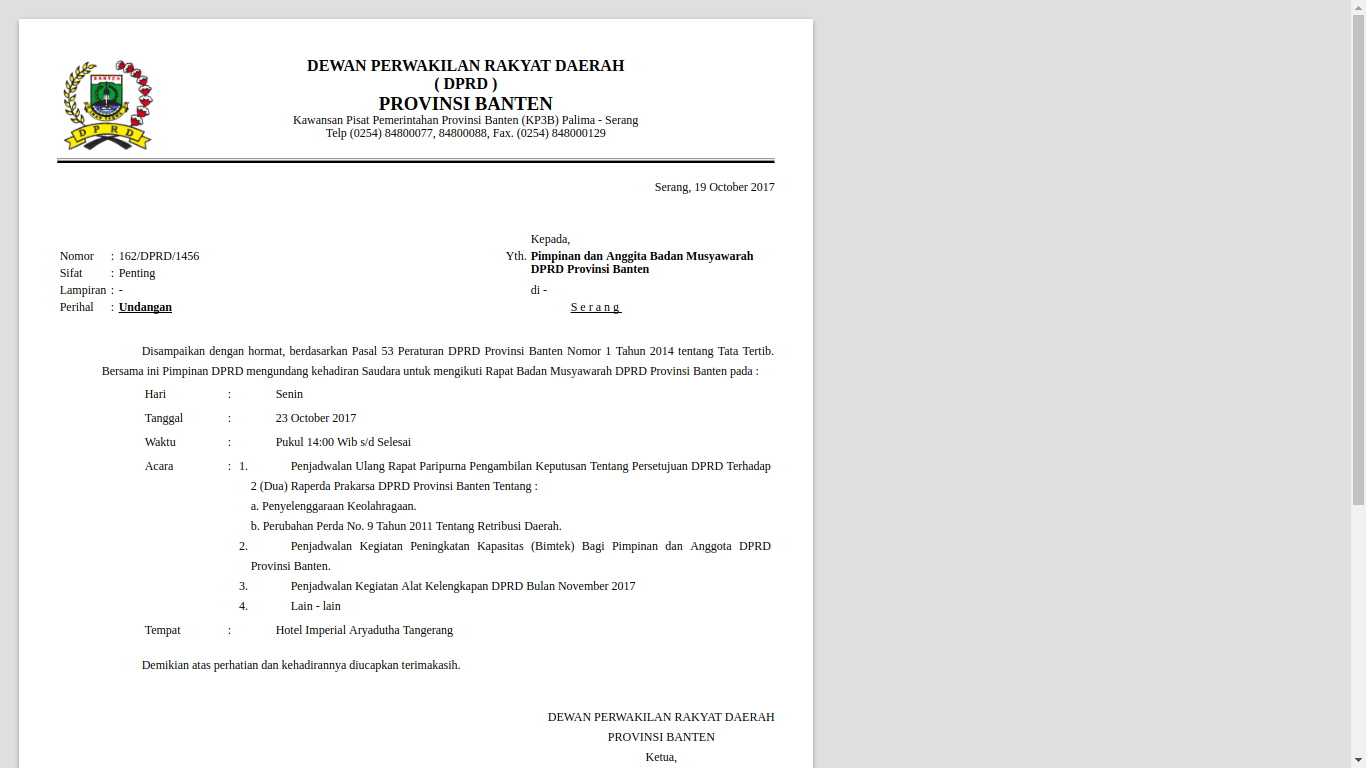 BANTEN
D P R D
DEWAN PERWAKILAN RAKYAT DAERAH
( DPRD )
PROVINSI BANTEN
Kawansan Pisat Pemerintahan Provinsi Banten (KP3B) Palima - Serang
Telp (0254) 84800077, 84800088, Fax. (0254) 848000129
Serang, 19 October 2017
Kepada,
Nomor : 162/DPRD/1456
Yth. Pimpinan dan Anggita Badan Musyawarah
DPRD Provinsi Banten
Sifat : Penting
Lampiran : -
di -
Perihal : Undangan
S e r a n g
Disampaikan dengan hormat, berdasarkan Pasal 53 Peraturan DPRD Provinsi Banten Nomor 1 Tahun 2014 tentang Tata Tertib.
Bersama ini Pimpinan DPRD mengundang kehadiran Saudara untuk mengikuti Rapat Badan Musyawarah DPRD Provinsi Banten pada :
Hari : Senin
Tanggal : 23 October 2017
Waktu : Pukul 14:00 Wib s/d Selesai
Acara : 1. Penjadwalan Ulang Rapat Paripurna Pengambilan Keputusan Tentang Persetujuan DPRD Terhadap
2 (Dua) Raperda Prakarsa DPRD Provinsi Banten Tentang :
a. Penyelenggaraan Keolahragaan.
b. Perubahan Perda No. 9 Tahun 2011 Tentang Retribusi Daerah.
2. Penjadwalan Kegiatan Peningkatan Kapasitas (Bimtek) Bagi Pimpinan dan Anggota DPRD
Provinsi Banten.
3. Penjadwalan Kegiatan Alat Kelengkapan DPRD Bulan November 2017
4. Lain - lain
Tempat : Hotel Imperial Aryadutha Tangerang
Demikian atas perhatian dan kehadirannya diucapkan terimakasih.
DEWAN PERWAKILAN RAKYAT DAERAH
PROVINSI BANTEN
Ketua,